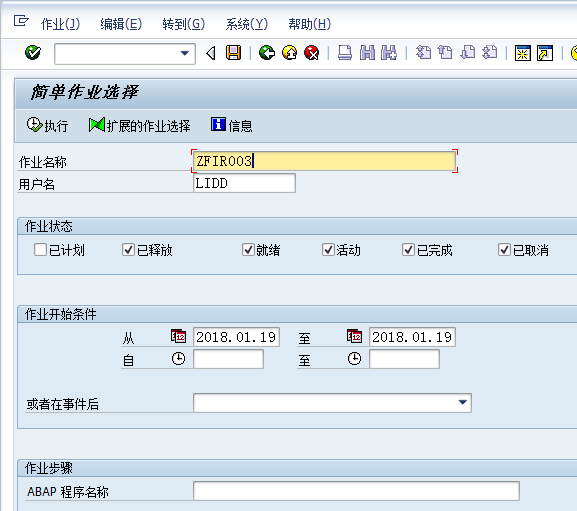 作业(J) 编辑(E) 转到(G) 系统(Y) 帮助(H)
简单作业选择
执行 扩展的作业选择 信息
作业名称 ZFIR003
用户名 LIDD
作业状态
已计划 已释放 就绪 活动 已完成 已取消
作业开始条件
从 2018.01.19 至 2018.01.19
自 至
或者在事件后
作业步骤
ABAP 程序名称